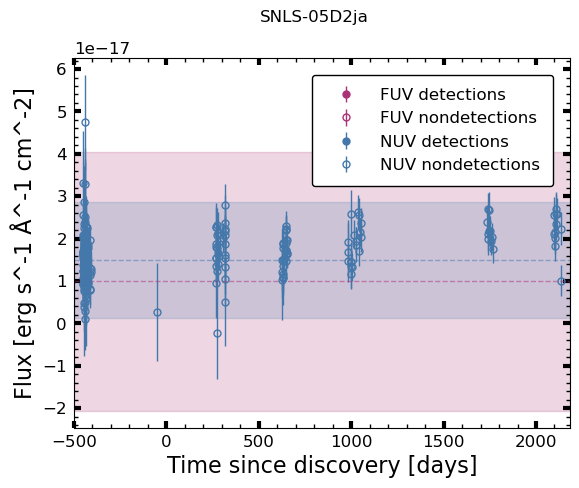 SNLS-05D2ja
1e−17
FUV detections
FUV nondetections
NUV detections
NUV nondetections
6
5
4
3
2
1
0
−1
−2
Flux [erg s^-1 Å^-1 cm^-2]
−500 0 500 1000 1500 2000
Time since discovery [days]